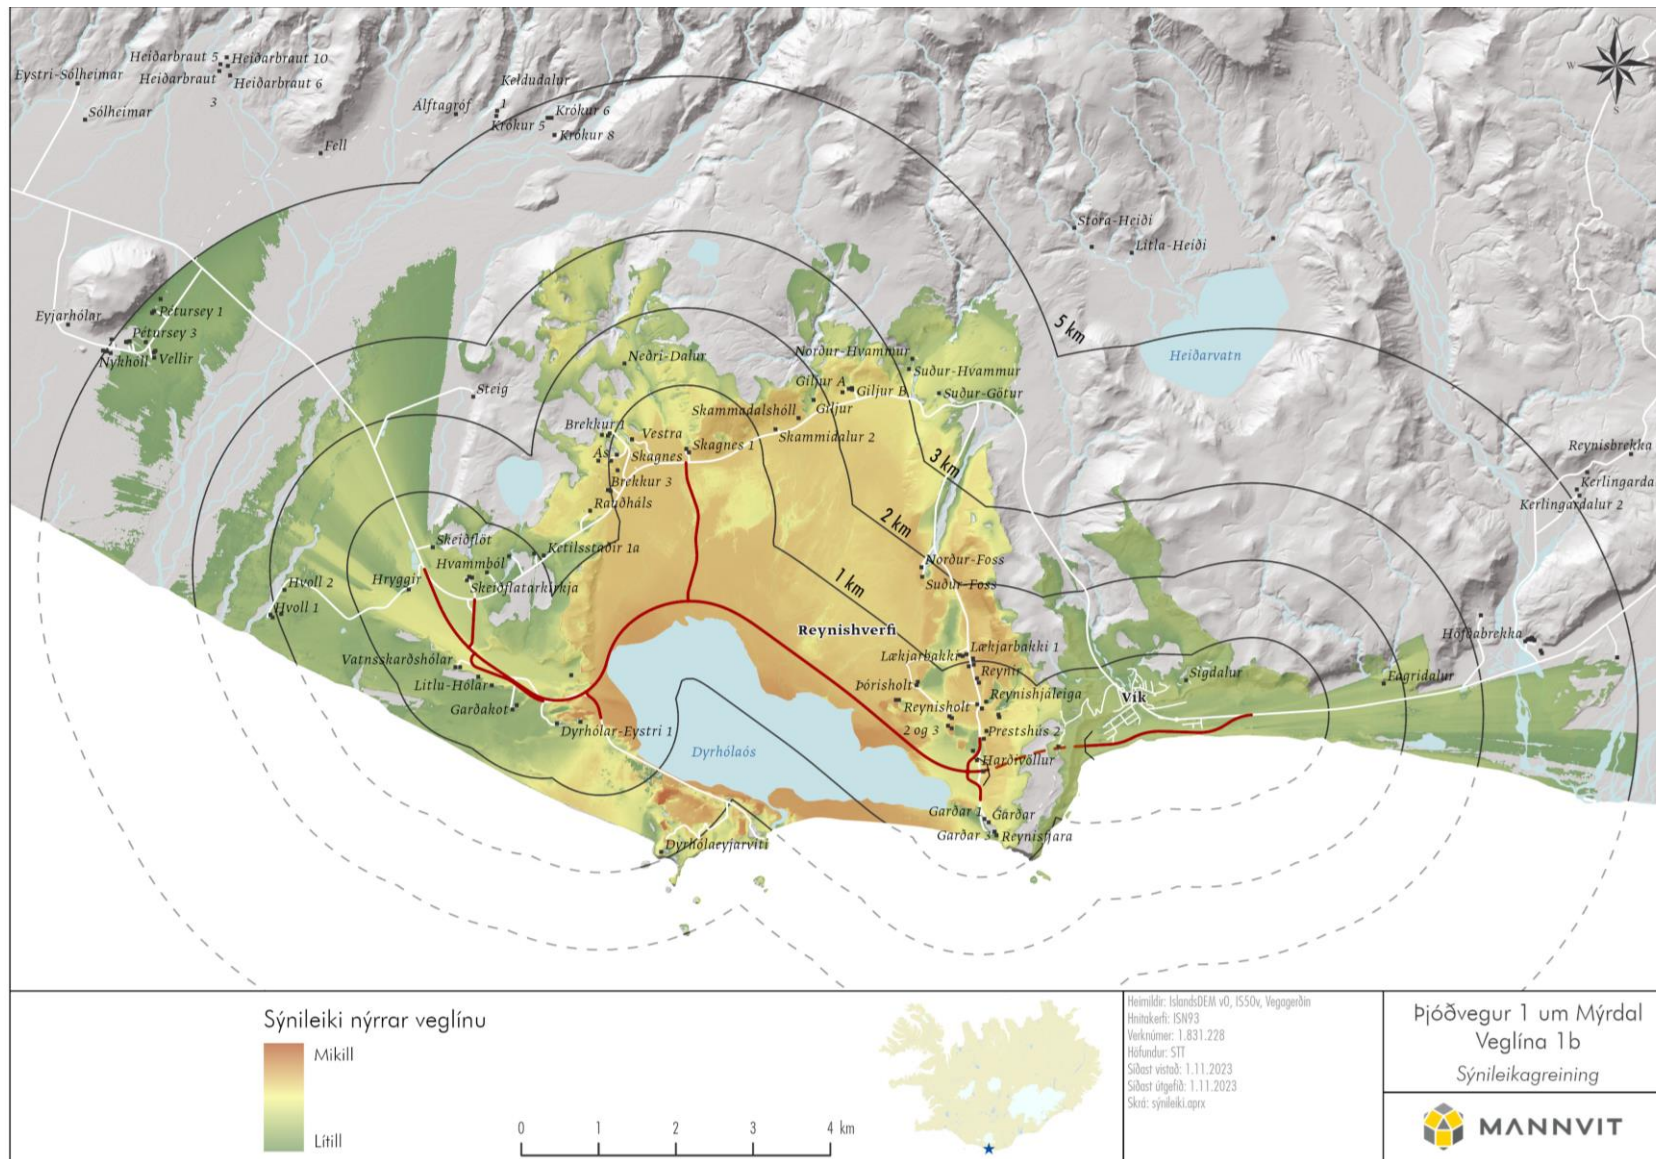 N
W
S
Heiðarbraut 5
Heiðarbraut 10
Eystri-Sólheimar
Heiðarbraut
3
Heiðarbraut 6
Sólheimar
Keldudalur
1
Álftagróf
Krókur 6
Krókur 5
Krókur 8
Fell
Stóra-Heiði
Litla-Heiði
5 km
Heiðarvatn
Eyjarhólar
Pétursey 1
Pétursey 3
Nykhóll
Vellir
Neðri-Dalur
Norður-Hvammur
Suður-Hvammur
Steig
Giljur A
Giljur B
Suður-Götur
Giljur
Skammadalshóll
Brekkur 1
Vestra
Skagnes
Skagnes 1
Skammidalur 2
Ás
3 km
Brekkur 3
Rauðháls
2 km
Reynisbrekka
Kerlingarda
Kerlingardalur 2
Skeiðflöt
Hvammból
Ketilsstaðir 1a
Norður-Foss
Suður-Foss
Hvoll 2
Hryggir
Skeiðflatarkirkja
1 km
Hvoll 1
Reynishverfi
Höfðabrekka
Vatnsskarðshólar
Lækjarbakki
Lækjarbakki 1
Reynir
Litlu-Hólar
Þórisholt
Reynishjáleiga
Sigdalur
Fagridalur
Vík
Garðakot
Reynisholt
2 og 3
Prestshús 2
Dyrhólar-Eystri 1
Dyrhólaós
Harðivöllur
Garðar 1
Garðar
Garðar 3
Reynisfjara
Dyrhólaeyjarviti
Sýnileiki nýrrar veglínu
Mikill
Lítill
0 1 2 3 4 km
Heimildir: IslandsDEM v0, IS50v, Vegagerðin
Hnitakerfi: ISN93
Verknúmer: 1.831.228
Höfundur: STT
Síðast vistað: 1.11.2023
Síðast útgefið: 1.11.2023
Skrá: sýnileiki.aprx
Þjóðvegur 1 um Mýrdal
Veglína 1b
Sýnileikagreining
MANNVIT